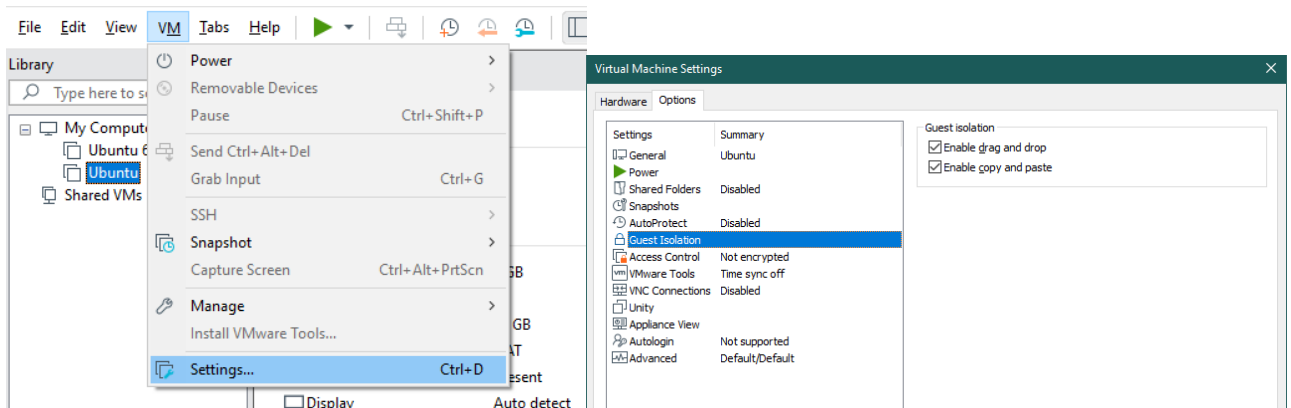 File Edit View VM Tabs Help
Library
Type here to s
My Compute
Ubuntu 6
Ubuntu
Shared VMs
Power
Removable Devices
Pause Ctrl+Shift+P
Send Ctrl+Alt+Del
Grab Input Ctrl+G
SSH
Snapshot
Capture Screen Ctrl+Alt+PrtScn
Manage
Install VMware Tools...
Settings... Ctrl+D
GB
GB
AT
esent
Display Auto detect
Virtual Machine Settings
Hardware Options
Settings Summary
General Ubuntu
Power
Shared Folders Disabled
Snapshots
AutoProtect Disabled
Guest Isolation
Access Control Not encrypted
vm VMware Tools Time sync off
VNC Connections Disabled
Unity
Appliance View
Autologin Not supported
Advanced Default/Default
Guest isolation
Enable drag and drop
Enable copy and paste